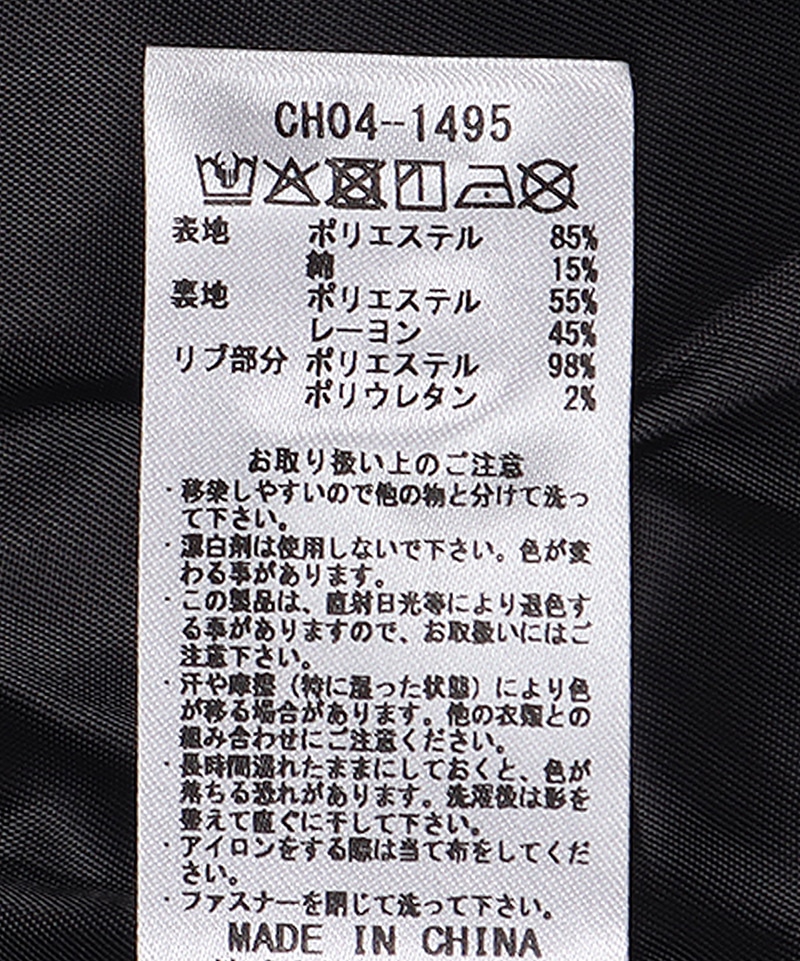 CH04-1495
表地 ポリエステル 85%
綿 15%
裏地 ポリエステル 55%
レーヨン 45%
リブ部分 ポリエステル 98%
ポリウレタン 2%
お取り扱い上のご注意
・移染しやすいので他の物と分けて洗っ
て下さい。
・漂白剤は使用しないで下さい。色が変
わる事があります。
・この製品は、直射日光等により退色す
る事がありますので、お取扱いにはご
注意下さい。
・汗や摩擦（特に湿った状態）により色
が移る場合があります。他の衣類との
組み合わせにご注意ください。
・長時間濡れたままにしておくと、色が
落ちる恐れがあります。洗濯後は形を
整えて直ぐに干して下さい。
・アイロンをする際は当て布をしてくだ
さい。
・ファスナーを閉じて洗って下さい。
MADE IN CHINA